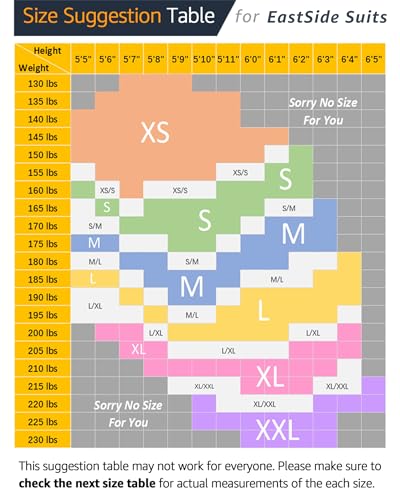 Size Suggestion Table for EastSide Suits
Height
Weight 5'5" 5'6" 5'7" 5'8" 5'9" 5'10" 5'11" 6'0" 6'1" 6'2" 6'3" 6'4" 6'5"
130 lbs
135 lbs Sorry No Size
140 lbs For You
145 lbs XS
150 lbs
155 lbs XS/S
160 lbs XS/S XS/S S
165 lbs S S/M
170 lbs S/M S M
175 lbs M
180 lbs M/L S/M
185 lbs L M M/L
190 lbs L/XL L
195 lbs M/L
200 lbs L/XL L/XL
205 lbs XL L/XL
210 lbs XL
215 lbs L/XXL XL/XXL
220 lbs Sorry No Size XL/XXL
225 lbs For You XXL
230 lbs
This suggestion table may not work for everyone. Please make sure to
check the next size table for actual measurements of the each size.